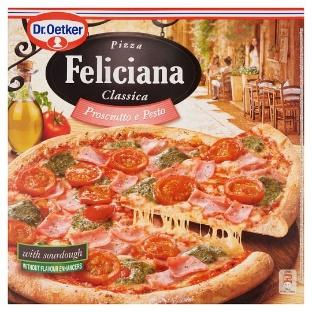 Dr.Oetker
Pizza
Feliciana
Classica
Prosciutto e Pesto
with sourdough
WITHOUT FLAVOUR ENHANCERS